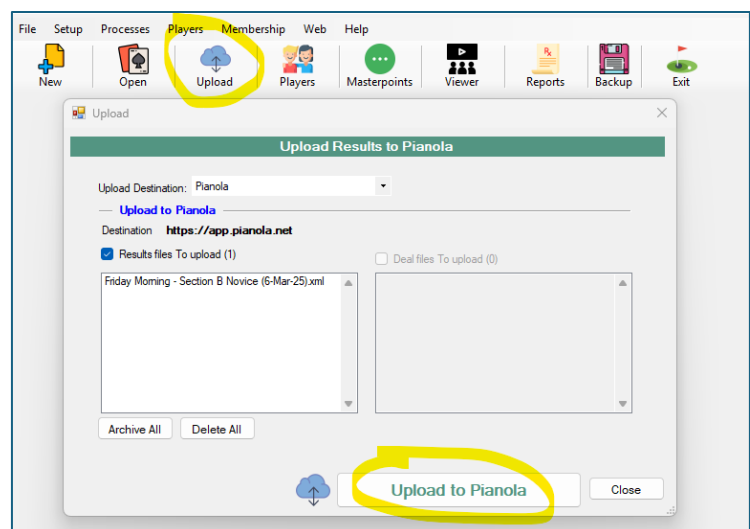 File Setup Processes Players Membership Web Help
New Open Upload Players Masterpoints Viewer Reports Backup Exit
Upload
Upload Results to Pianola
Upload Destination: Pianola
Upload to Pianola
Destination https://app.pianola.net
Results files To upload (1)
Deal files To upload (0)
Friday Morning - Section B Novice (6-Mar-25).xml
Archive All Delete All
Upload to Pianola Close